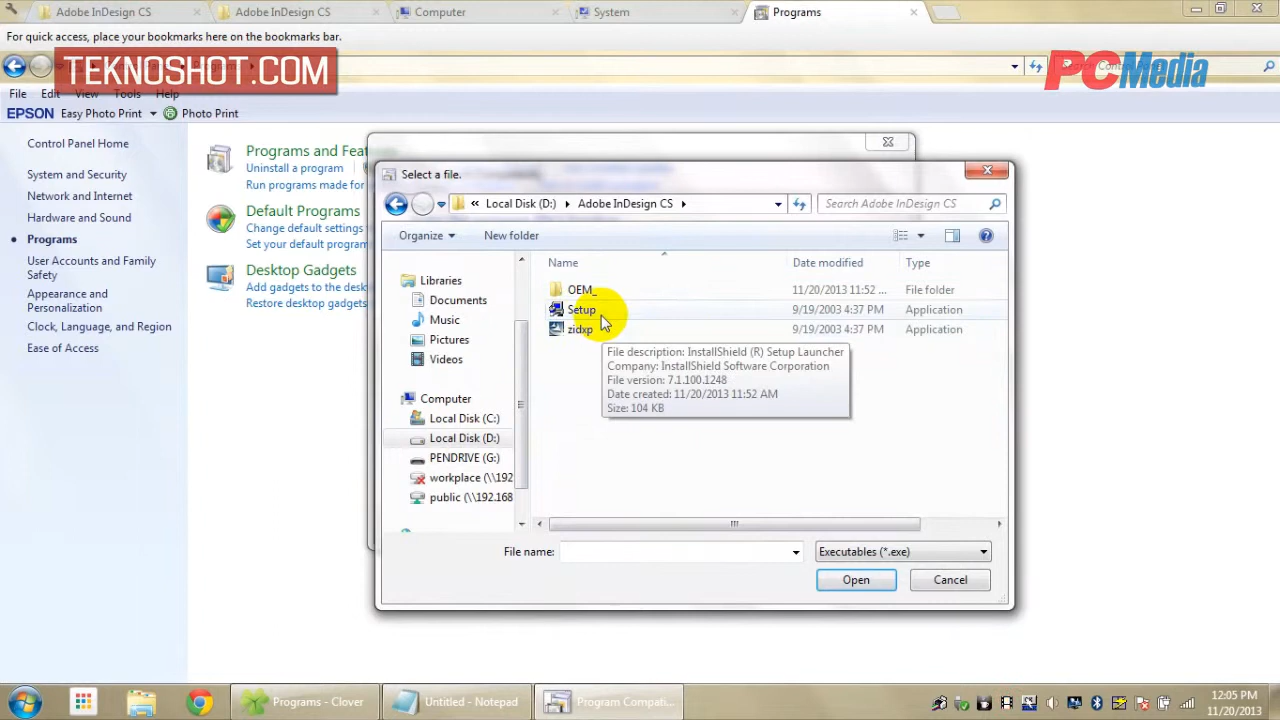 Adobe InDesign CS
Adobe InDesign CS
Computer
System
Programs
For quick access, place your bookmarks here on the bookmarks bar.
TEKNOSHOT.COM
PCMedia
File Edit View Tools Help
EPSON Easy Photo Print Photo Print
Control Panel Home
System and Security
Network and Internet
Hardware and Sound
Programs
User Accounts and Family
Safety
Appearance and
Personalization
Clock, Language, and Region
Ease of Access
Programs and Fea
Uninstall a program
Run programs made for
Default Programs
Change default settings
Set your default program
Desktop Gadgets
Add gadgets to the desk
Restore desktop gadgets
Select a file.
« Local Disk (D:) Adobe InDesign CS
Search Adobe InDesign CS
Organize New folder
Name Date modified Type
Libraries
Documents
Music
Pictures
Videos
Computer
Local Disk (C:)
Local Disk (D:)
PENDRIVE (G:)
workplace (\\192
public (\\192.168
OEM_ 11/20/2013 11:52 ... File folder
Setup 9/19/2003 4:37 PM Application
zidxp 9/19/2003 4:37 PM Application
File description: InstallShield (R) Setup Launcher
Company: InstallShield Software Corporation
File version: 7.1.100.1248
Date created: 11/20/2013 11:52 AM
Size: 104 KB
File name: Executables (*.exe)
Open Cancel
Programs - Clover
Untitled - Notepad
Program Compati...
12:05 PM
11/20/2013